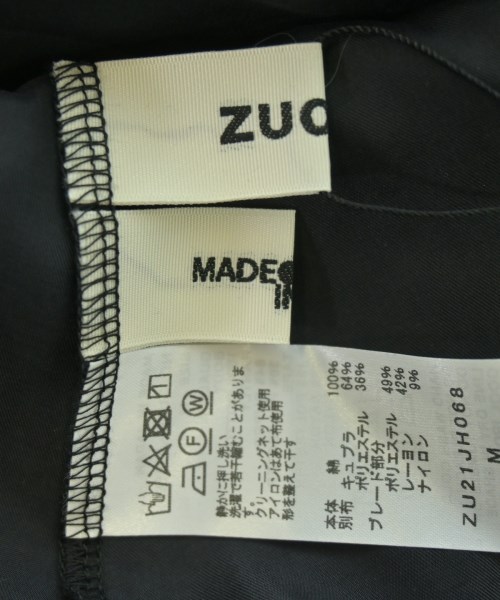 ZUC
MADE
静かに押し洗い
洗濯で若干縮むことがありま
す。
クリーニングネット使用
アイロンはあて布使用
形を整えて干す
本体 綿 100%
別布 キュプラ 64%
ポリエステル 36%
ブレード部分
ポリエステル 49%
レーヨン 42%
ナイロン 9%
ZU21JH068
M